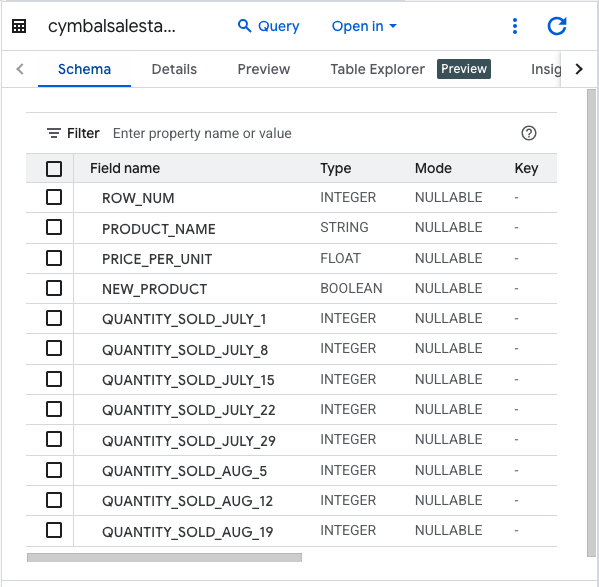 cymbalsalesta... Query Open in
Schema Details Preview Table Explorer Preview Insig
Filter Enter property name or value
Field name Type Mode Key
ROW_NUM INTEGER NULLABLE -
PRODUCT_NAME STRING NULLABLE -
PRICE_PER_UNIT FLOAT NULLABLE -
NEW_PRODUCT BOOLEAN NULLABLE -
QUANTITY_SOLD_JULY_1 INTEGER NULLABLE -
QUANTITY_SOLD_JULY_8 INTEGER NULLABLE -
QUANTITY_SOLD_JULY_15 INTEGER NULLABLE -
QUANTITY_SOLD_JULY_22 INTEGER NULLABLE -
QUANTITY_SOLD_JULY_29 INTEGER NULLABLE -
QUANTITY_SOLD_AUG_5 INTEGER NULLABLE -
QUANTITY_SOLD_AUG_12 INTEGER NULLABLE -
QUANTITY_SOLD_AUG_19 INTEGER NULLABLE -